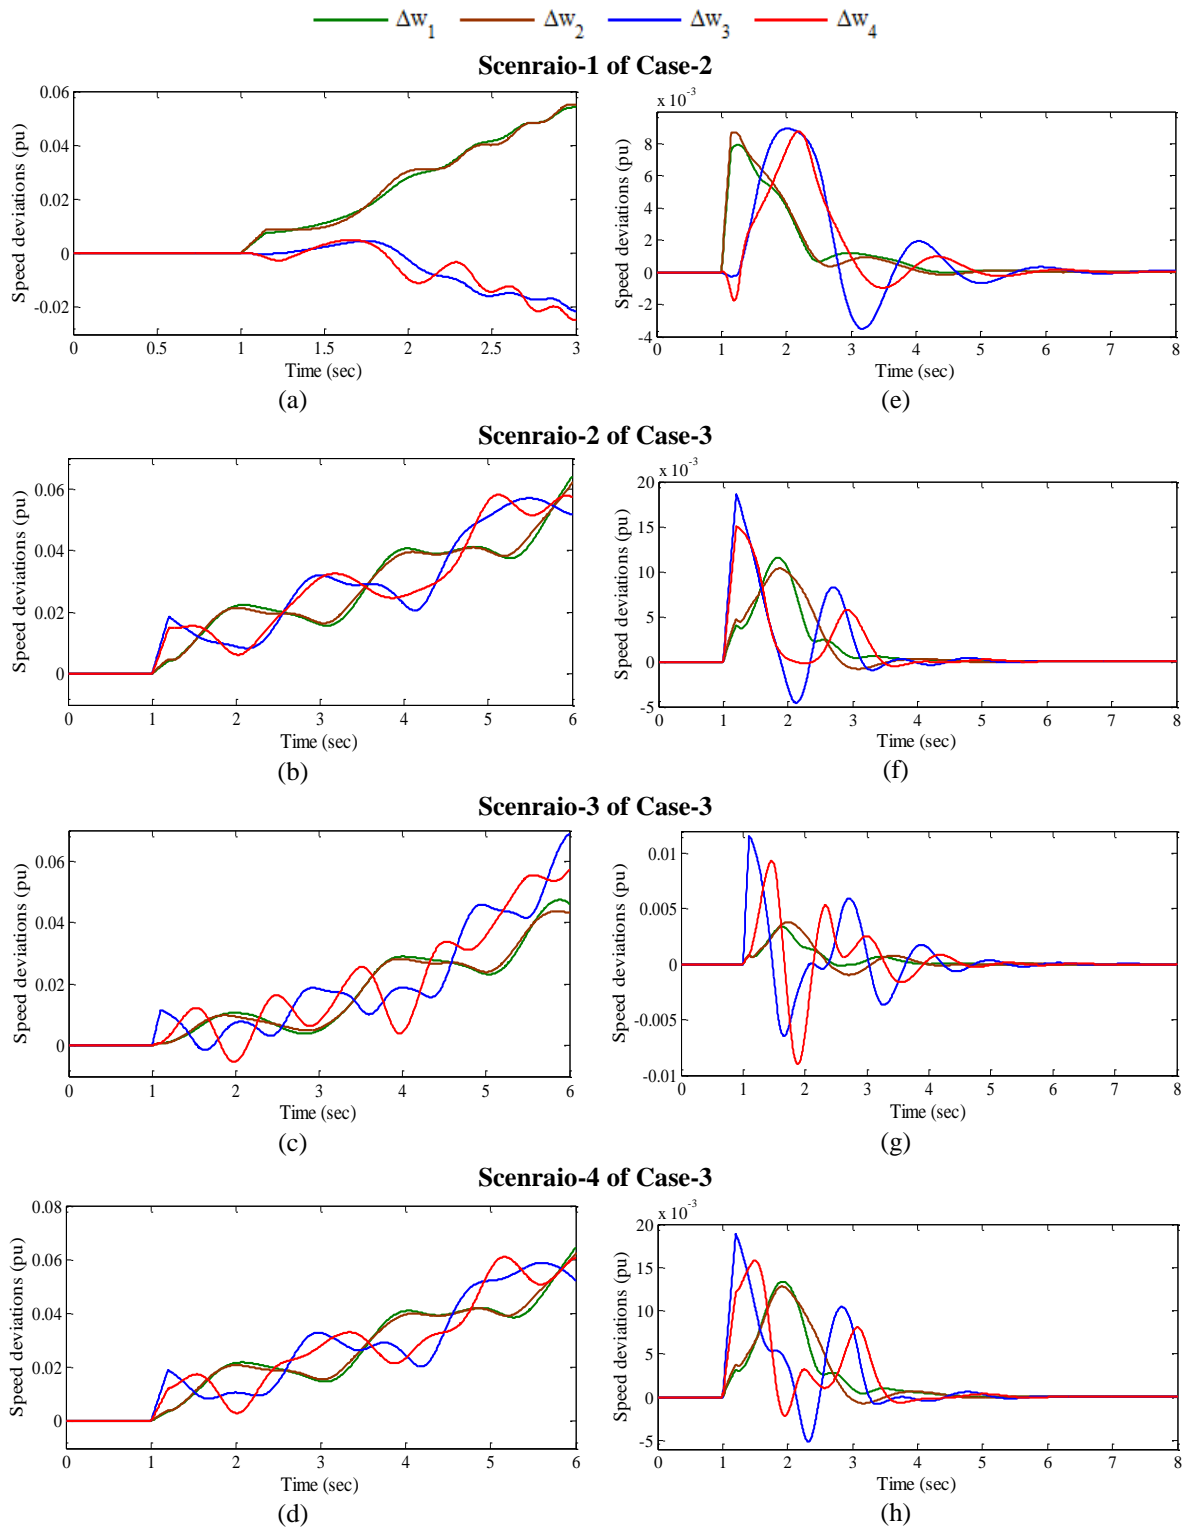 Δw1 Δw2 Δw3 Δw4
Scenraio-1 of Case-2
Speed deviations (pu)
0.06
0.04
0.02
0
-0.02
0 0.5 1 1.5 2 2.5 3
Time (sec)
(a)
x 10-3
Speed deviations (pu)
8
6
4
2
0
-2
-4
0 1 2 3 4 5 6 7 8
Time (sec)
(e)
Scenraio-2 of Case-3
Speed deviations (pu)
0.06
0.04
0.02
0
0 1 2 3 4 5 6
Time (sec)
(b)
x 10-3
Speed deviations (pu)
20
15
10
5
0
-5
0 1 2 3 4 5 6 7 8
Time (sec)
(f)
Scenraio-3 of Case-3
Speed deviations (pu)
0.06
0.04
0.02
0
0 1 2 3 4 5 6
Time (sec)
(c)
Speed deviations (pu)
0.01
0.005
0
-0.005
-0.01
0 1 2 3 4 5 6 7 8
Time (sec)
(g)
Scenraio-4 of Case-3
Speed deviations (pu)
0.08
0.06
0.04
0.02
0
0 1 2 3 4 5 6
Time (sec)
(d)
x 10-3
Speed deviations (pu)
20
15
10
5
0
-5
0 1 2 3 4 5 6 7 8
Time (sec)
(h)